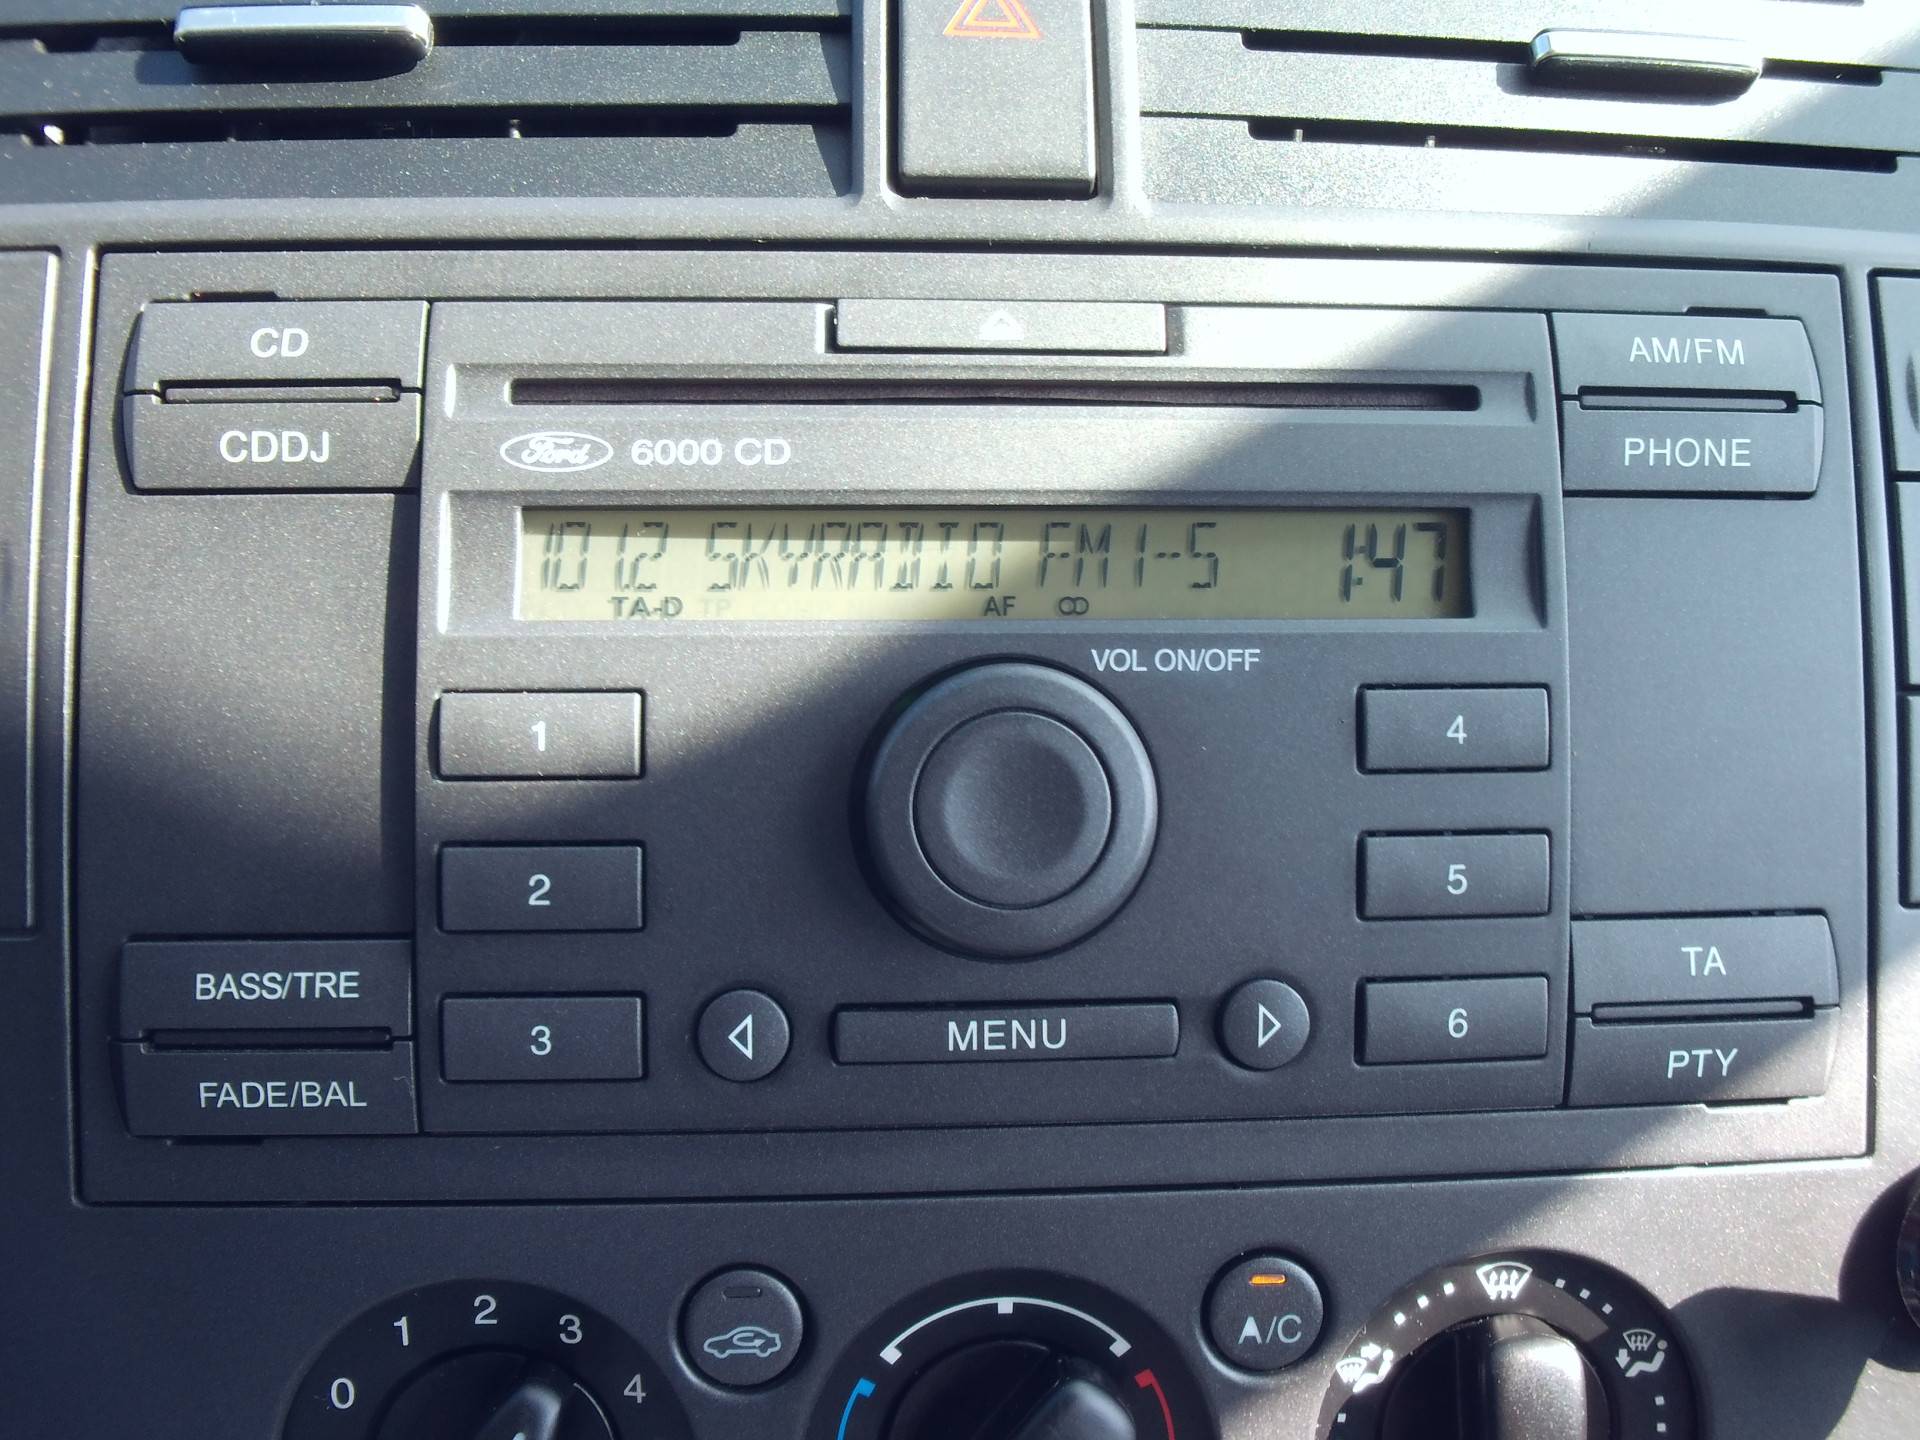 CD
AM/FM
CDDJ
Ford 6000 CD
PHONE
101.2 SKYRADIO FM1-5 1:47
TA-D TP AF
VOL ON/OFF
1
4
2
5
BASS/TRE
TA
3
MENU
6
FADE/BAL
PTY
0 1 2 3 4
A/C